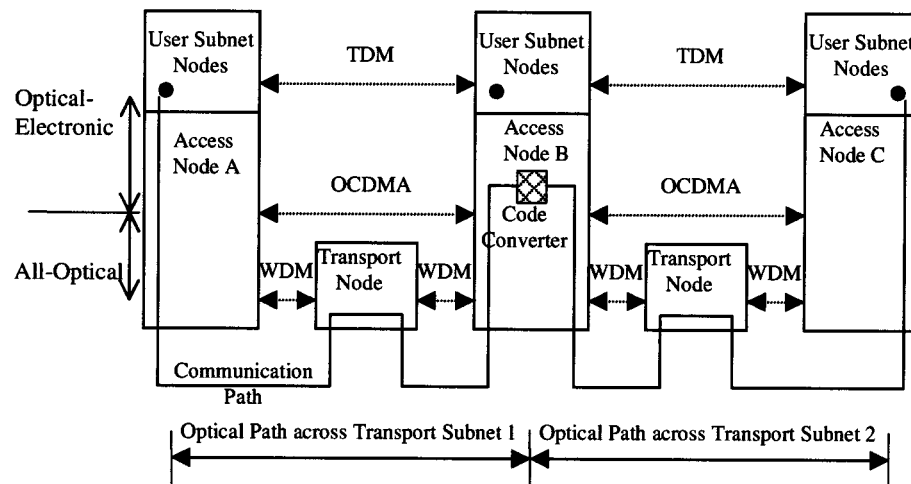 User Subnet
Nodes
TDM
User Subnet
Nodes
TDM
User Subnet
Nodes
Optical-
Electronic
Access
Node A
Access
Node B
Access
Node C
OCDMA
OCDMA
Code
Converter
All-Optical
WDM
Transport
Node
WDM
WDM
Transport
Node
WDM
Communication
Path
Optical Path across Transport Subnet 1
Optical Path across Transport Subnet 2